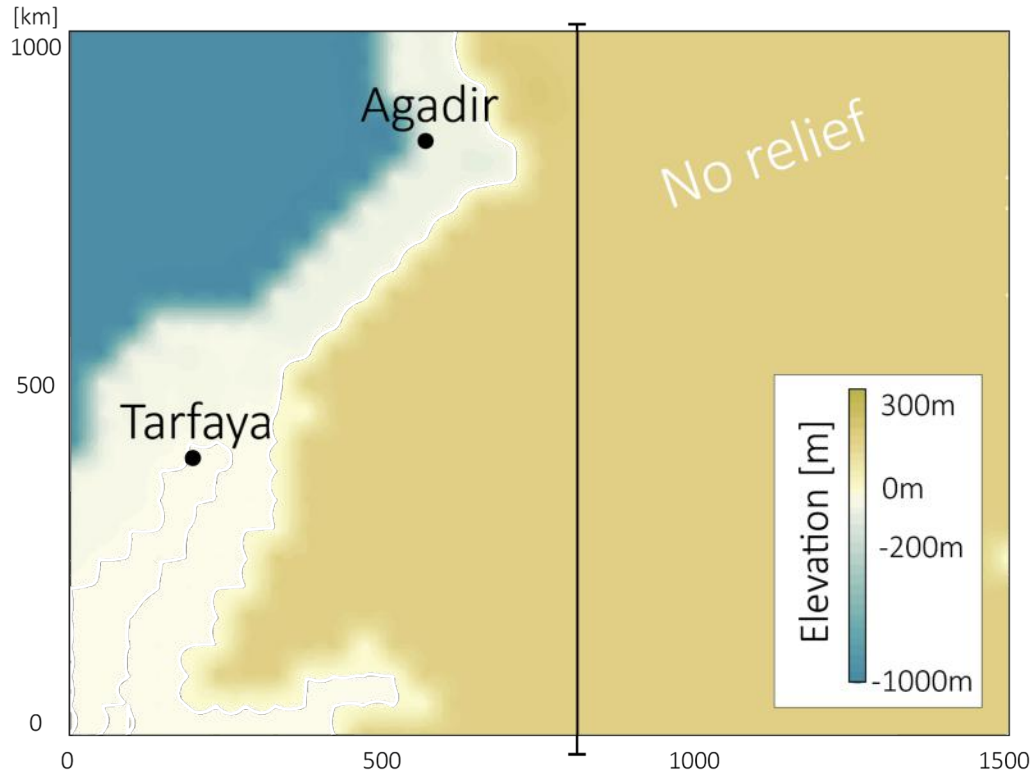 [km]
1000
Agadir
No relief
500
Tarfaya
Elevation [m]
300m
0m
-200m
-1000m
0
0
500
1000
1500